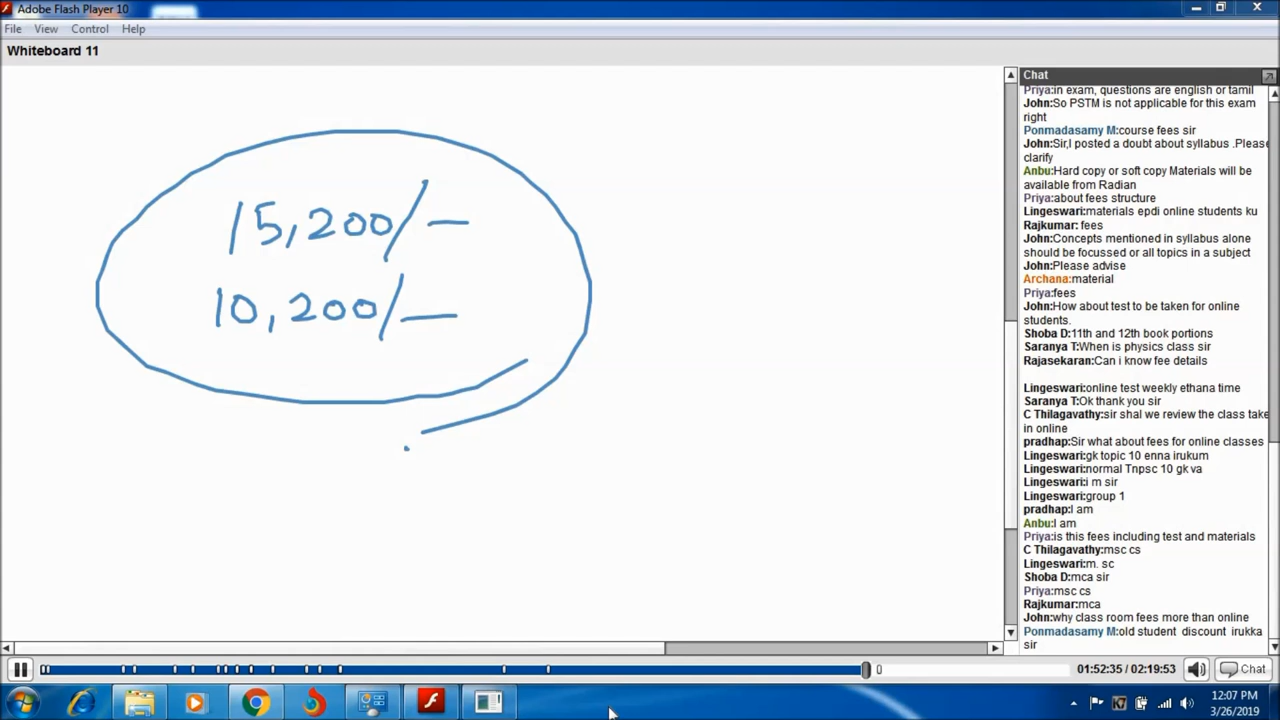 Adobe Flash Player 10
File View Control Help
Whiteboard 11
15,200/-
10,200/-
Chat
Priya:in exam, questions are english or tamil
John:So PSTM is not applicable for this exam
right
Ponmadasamy M:course fees sir
John:Sir,I posted a doubt about syllabus .Please
clarify
Anbu:Hard copy or soft copy Materials will be
available from Radian
Priya:about fees structure
Lingeswari:materials epdi online students ku
Rajkumar: fees
John:Concepts mentioned in syllabus alone
should be focussed or all topics in a subject
John:Please advise
Archana:material
Priya:fees
John:How about test to be taken for online
students.
Shoba D:11th and 12th book portions
Saranya T:When is physics class sir
Rajasekaran:Can i know fee details
Lingeswari:online test weekly ethana time
Saranya T:Ok thank you sir
C Thilagavathy:sir shal we review the class take
in online
pradhap:Sir what about fees for online classes
Lingeswari:gk topic 10 enna irukum
Lingeswari:normal Tnpsc 10 gk va
Lingeswari:i m sir
Lingeswari:group 1
pradhap:I am
Anbu:I am
Priya:is this fees including test and materials
C Thilagavathy:msc cs
Lingeswari:m. sc
Shoba D:mca sir
Priya:msc cs
Rajkumar:mca
John:why class room fees more than online
Ponmadasamy M:old student discount irukka
sir
0 01:52:35 / 02:19:53 Chat
12:07 PM
3/26/2019